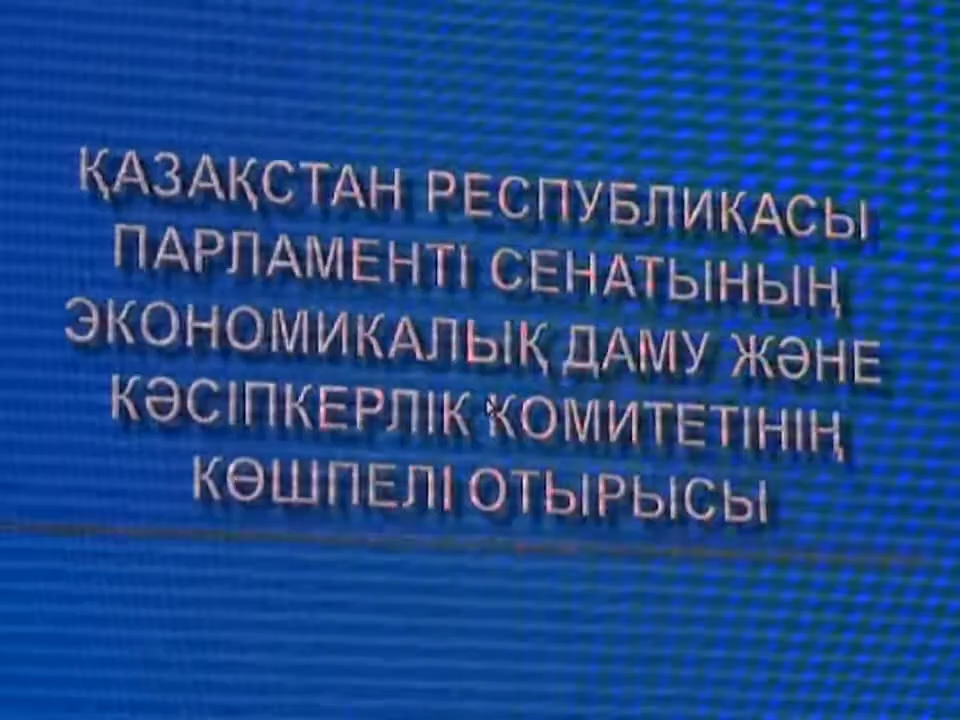 ҚАЗАҚСТАН РЕСПУБЛИКАСЫ
ПАРЛАМЕНТІ СЕНАТЫНЫҢ
ЭКОНОМИКАЛЫҚ ДАМУ ЖӘНЕ
КӘСІПКЕРЛІК КОМИТЕТІНІҢ
КӨШПЕЛІ ОТЫРЫСЫ